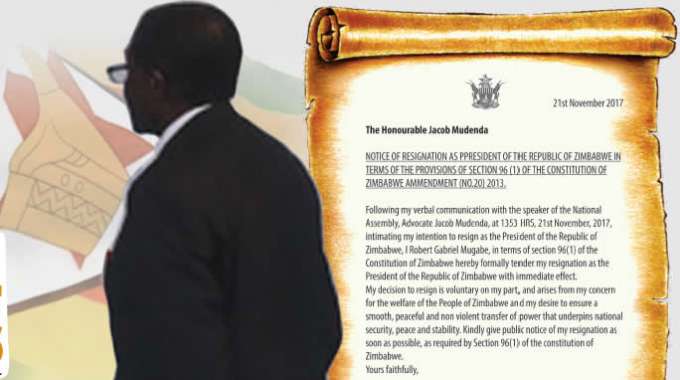 21st November 2017
The Honourable Jacob Mudenda
NOTICE OF RESIGNATION AS PPRESIDENT OF THE REPUBLIC OF ZIMBABWE IN
TERMS OF THE PROVISIONS OF SECTION 96 (1) OF THE CONSTITUTION OF
ZIMBABWE AMMENDMENT (NO.20) 2013.
Following my verbal communication with the speaker of the National
Assembly, Advocate Jacob Mudenda, at 1353 HRS, 21st November, 2017,
intimating my intention to resign as the President of the Republic of
Zimbabwe, I Robert Gabriel Mugabe, in terms of section 96(1) of the
Constitution of Zimbabwe hereby formally tender my resignation as the
President of the Republic of Zimbabwe with immediate effect.
My decision to resign is voluntary on my part, and arises from my concern
for the welfare of the People of Zimbabwe and my desire to ensure a
smooth, peaceful and non violent transfer of power that underpins national
security, peace and stability. Kindly give public notice of my resignation as
soon as possible, as required by Section 96(1) of the constitution of
Zimbabwe.
Yours faithfully,